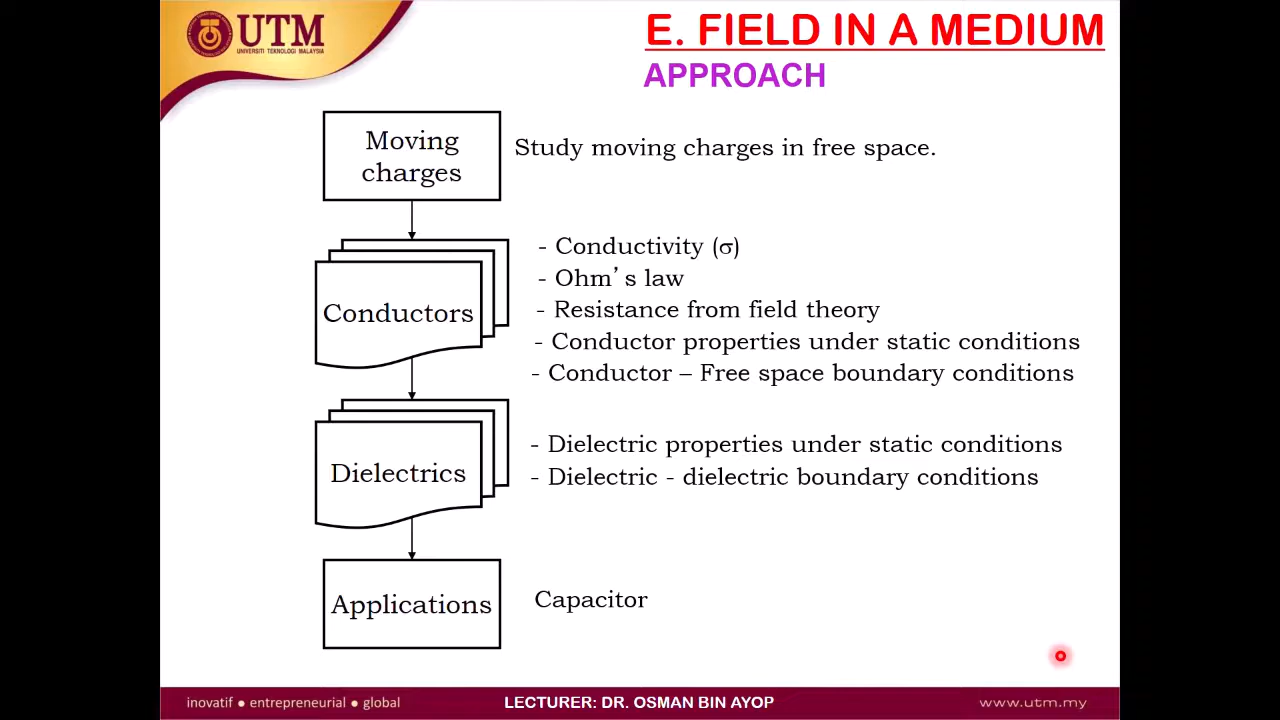 UTM
UNIVERSITI TEKNOLOGI MALAYSIA
E. FIELD IN A MEDIUM
APPROACH
Moving
charges
Study moving charges in free space.
Conductors
- Conductivity (σ)
- Ohm’s law
- Resistance from field theory
- Conductor properties under static conditions
- Conductor – Free space boundary conditions
Dielectrics
- Dielectric properties under static conditions
- Dielectric - dielectric boundary conditions
Applications
Capacitor
inovatif ● entrepreneurial ● global
LECTURER: DR. OSMAN BIN AYOP
www.utm.my